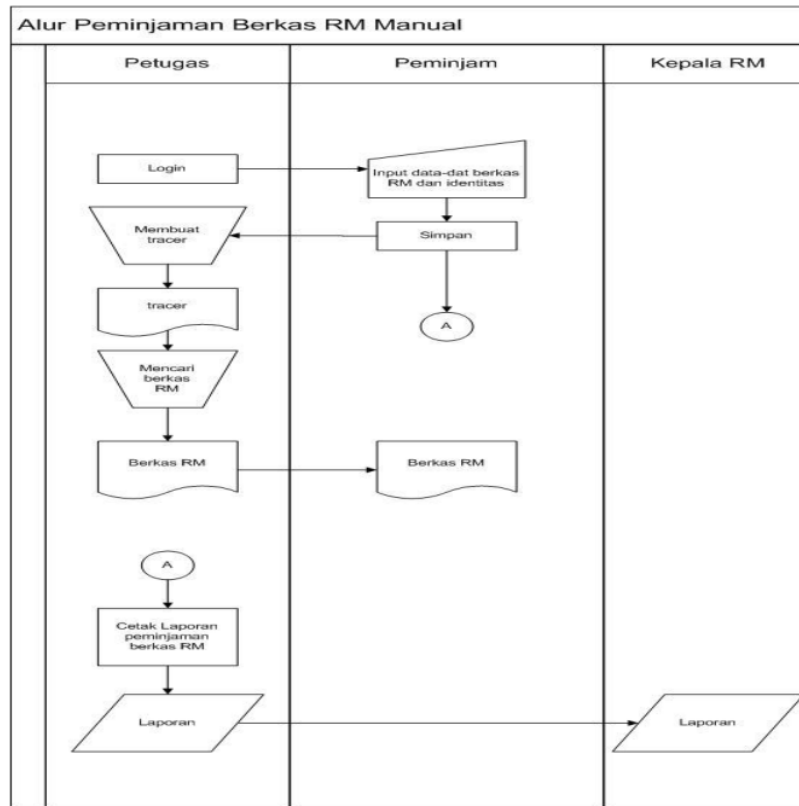 Alur Peminjaman Berkas RM Manual
Petugas
Peminjam
Kepala RM
Login
Input data-dat berkas
RM dan identitas
Membuat
tracer
Simpan
tracer
A
Mencari
berkas
RM
Berkas RM
Berkas RM
A
Cetak Laporan
peminjaman
berkas RM
Laporan
Laporan